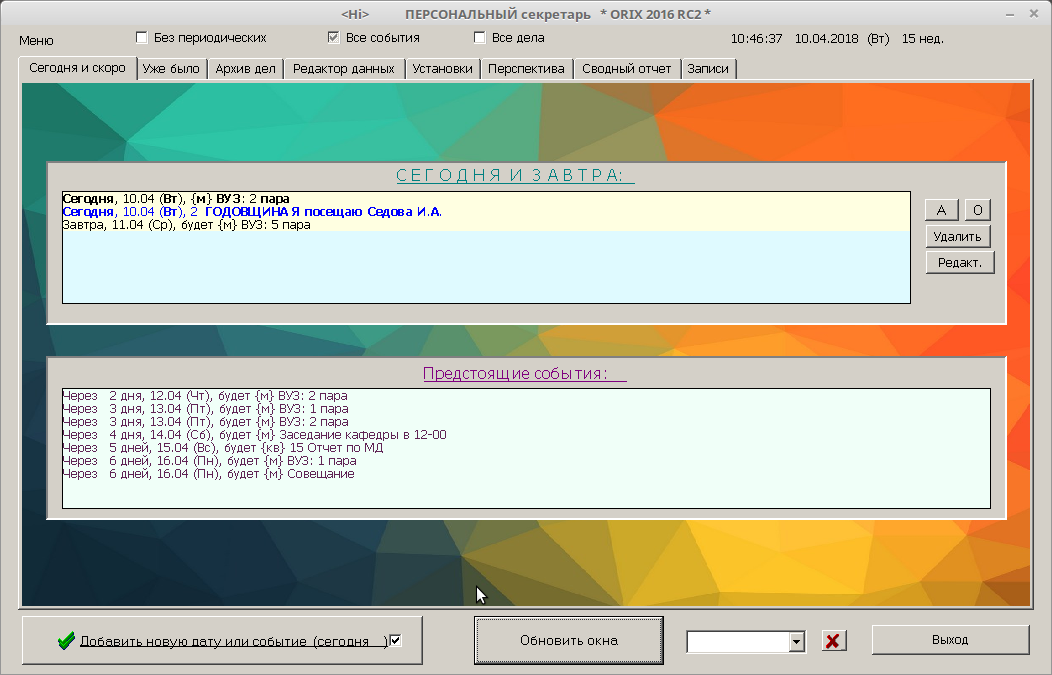 <Hi> ПЕРСОНАЛЬНЫЙ секретарь * ORIX 2016 RC2 *
Меню Без периодических Все события Все дела 10:46:37 10.04.2018 (Вт) 15 нед.
Сегодня и скоро Уже было Архив дел Редактор данных Установки Перспектива Сводный отчет Записи
СЕГОДНЯ И ЗАВТРА:
Сегодня, 10.04 (Вт), {м} ВУЗ: 2 пара
Сегодня, 10.04 (Вт), 2 ГОДОВЩИНА Я посещаю Седова И.А.
Завтра, 11.04 (Ср), будет {м} ВУЗ: 5 пара
А О
Удалить
Редакт.
Предстоящие события:
Через 2 дня, 12.04 (Чт), будет {м} ВУЗ: 2 пара
Через 3 дня, 13.04 (Пт), будет {м} ВУЗ: 1 пара
Через 3 дня, 13.04 (Пт), будет {м} ВУЗ: 2 пара
Через 4 дня, 14.04 (Сб), будет {м} Заседание кафедры в 12-00
Через 5 дней, 15.04 (Вс), будет {кв} 15 Отчет по МД
Через 6 дней, 16.04 (Пн), будет {м} ВУЗ: 1 пара
Через 6 дней, 16.04 (Пн), будет {м} Совещание
Добавить новую дату или событие (сегодня )
Обновить окна
Выход